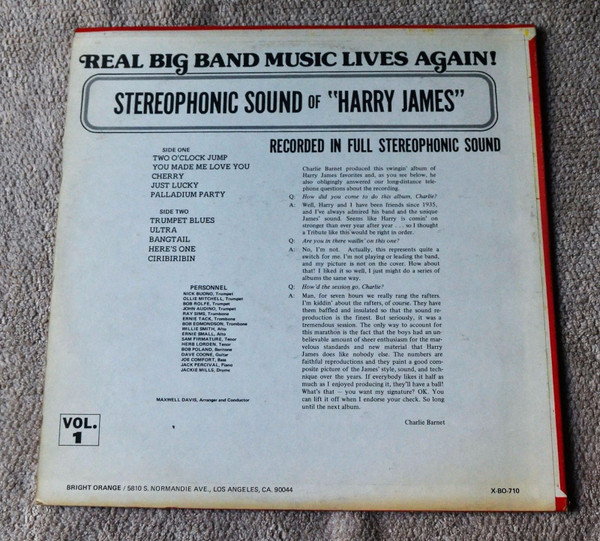 REAL BIG BAND MUSIC LIVES AGAIN!
STEREOPHONIC SOUND OF "HARRY JAMES"
RECORDED IN FULL STEREOPHONIC SOUND
SIDE ONE
TWO O'CLOCK JUMP
YOU MADE ME LOVE YOU
CHERRY
JUST LUCKY
PALLADIUM PARTY
SIDE TWO
TRUMPET BLUES
ULTRA
BANGTAIL
HERE'S ONE
CIRIBIRIBIN
PERSONNEL
NICK BUONO, Trumpet
OLLIE MITCHELL, Trumpet
BOB ROLFE, Trumpet
JOHN AUDINO, Trumpet
RAY SIMS, Trombone
ERNIE TACK, Trombone
BOB EDMONDSON, Trombone
WILLIE SMITH, Alto
ERNIE SMALL, Alto
SAM FIRMATURE, Tenor
HERB LORDEN, Tenor
BOB POLAND, Baritone
DAVE COONE, Guitar
JOE COMFORT, Bass
JACK PERCIVAL, Piano
JACKIE MILLS, Drums
MAXWELL DAVIS, Arranger and Conductor
Charlie Barnet produced this swingin' album of
Harry James favorites and, as you see below, he
also obligingly answered our long-distance tele-
phone questions about the recording.
Q: How did you come to do this album, Charlie?
A: Well, Harry and I have been friends since 1935,
and I've always admired his band and the unique
James' sound. Seems like Harry is comin' on
stronger than ever year after year . . . so I thought
a Tribute like this would be right in order.
Q: Are you in there wailin' on this one?
A: No, I'm not. Actually, this represents quite a
switch for me. I'm not playing or leading the band,
and my picture is not on the cover. How about
that! I liked it so well, I just might do a series of
albums the same way.
Q: How'd the session go, Charlie?
A: Man, for seven hours we really rang the rafters.
I'm kiddin' about the rafters, of course. They have
them baffled and insulated so that the sound re-
production is the finest. But seriously, it was a
tremendous session. The only way to account for
this marathon is the fact that the boys had an un-
believable amount of sheer enthusiasm for the mar-
velous standards and new material that Harry
James does like nobody else. The numbers are
faithful reproductions and they paint a good com-
posite picture of the James' style, sound, and tech-
nique over the years. If everybody likes it half as
much as I enjoyed producing it, they'll have a ball!
What's that — you want my signature? OK. You
can lift it off when I endorse your check. So long
until the next album.
Charlie Barnet
VOL.
1
BRIGHT ORANGE / 5810 S. NORMANDIE AVE., LOS ANGELES, CA. 90044
X-BO-710